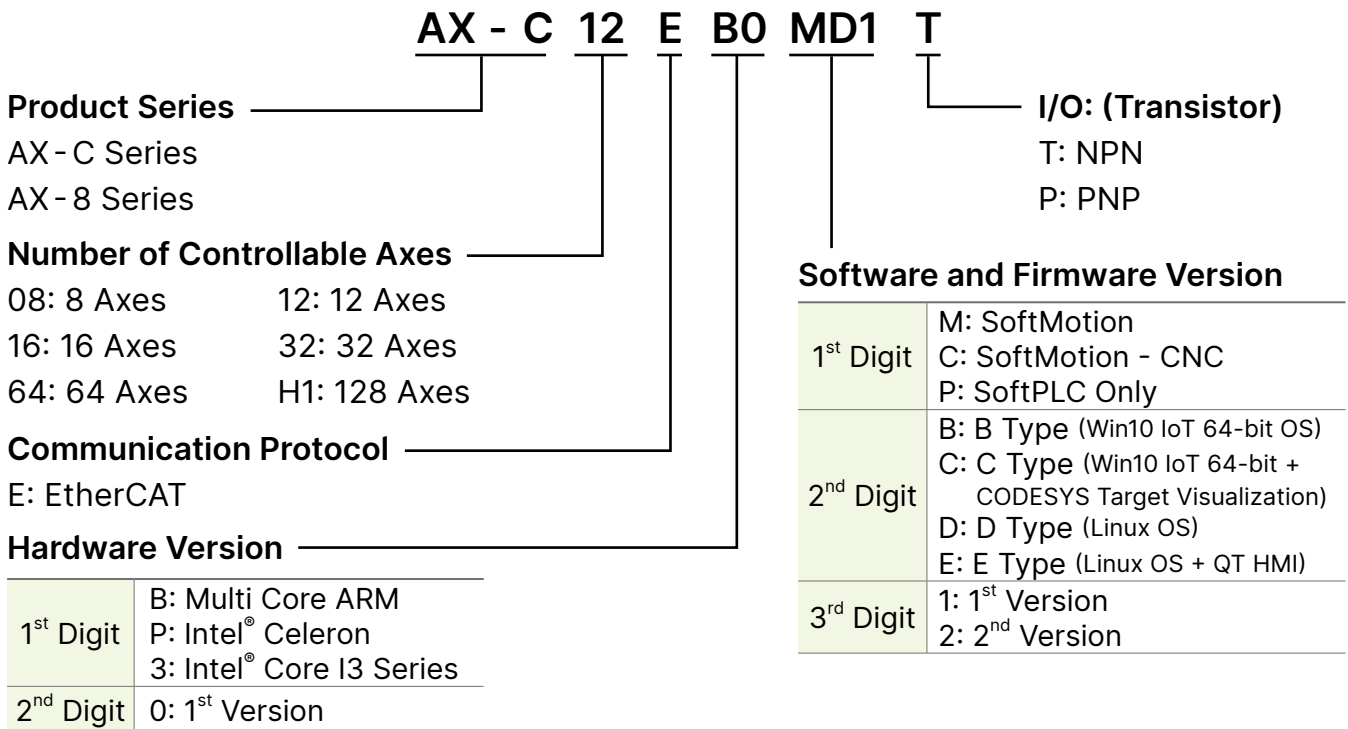 AX - C 12 E B0 MD1 T
Product Series
AX-C Series
AX-8 Series
Number of Controllable Axes
08: 8 Axes 12: 12 Axes
16: 16 Axes 32: 32 Axes
64: 64 Axes H1: 128 Axes
Communication Protocol
E: EtherCAT
Hardware Version
1st Digit
B: Multi Core ARM
P: Intel® Celeron
3: Intel® Core I3 Series
2nd Digit
0: 1st Version
I/O: (Transistor)
T: NPN
P: PNP
Software and Firmware Version
1st Digit
M: SoftMotion
C: SoftMotion - CNC
P: SoftPLC Only
2nd Digit
B: B Type (Win10 IoT 64-bit OS)
C: C Type (Win10 IoT 64-bit +
CODESYS Target Visualization)
D: D Type (Linux OS)
E: E Type (Linux OS + QT HMI)
3rd Digit
1: 1st Version
2: 2nd Version